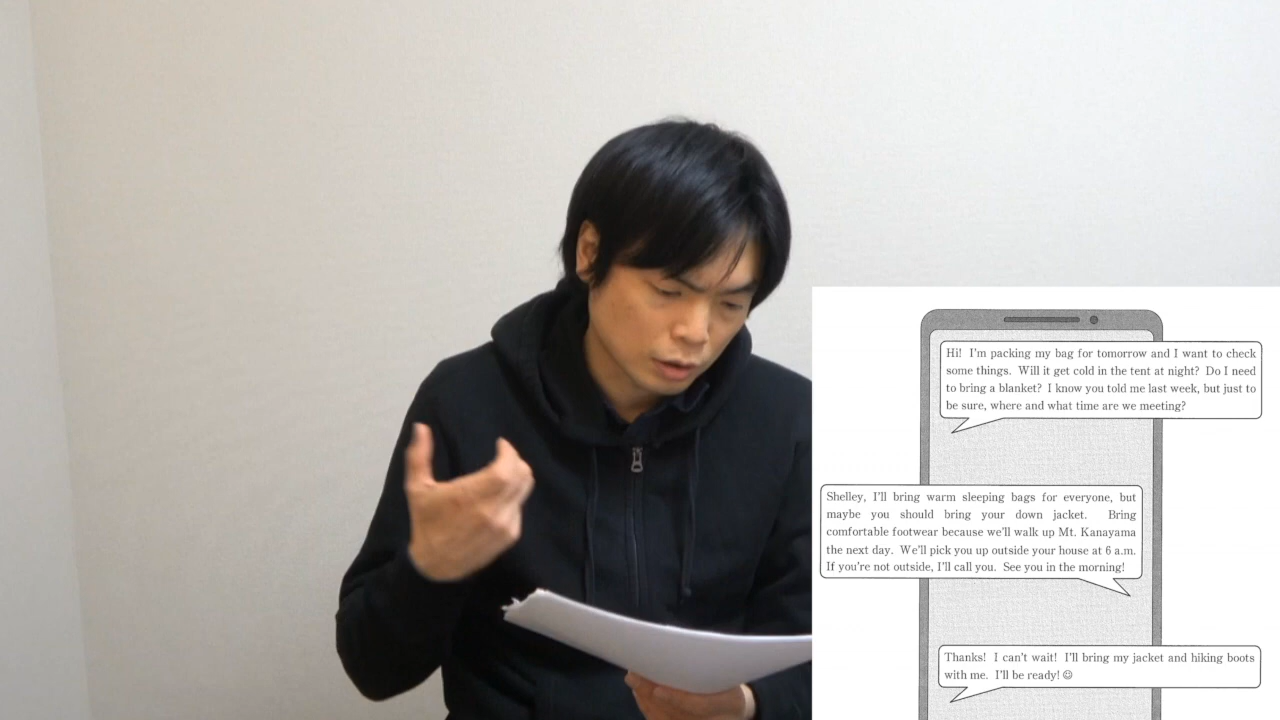 Hi! I'm packing my bag for tomorrow and I want to check
some things. Will it get cold in the tent at night? Do I need
to bring a blanket? I know you told me last week, but just to
be sure, where and what time are we meeting?
Shelley, I'll bring warm sleeping bags for everyone, but
maybe you should bring your down jacket. Bring
comfortable footwear because we'll walk up Mt. Kanayama
the next day. We'll pick you up outside your house at 6 a.m.
If you're not outside, I'll call you. See you in the morning!
Thanks! I can't wait! I'll bring my jacket and hiking boots
with me. I'll be ready! ☺